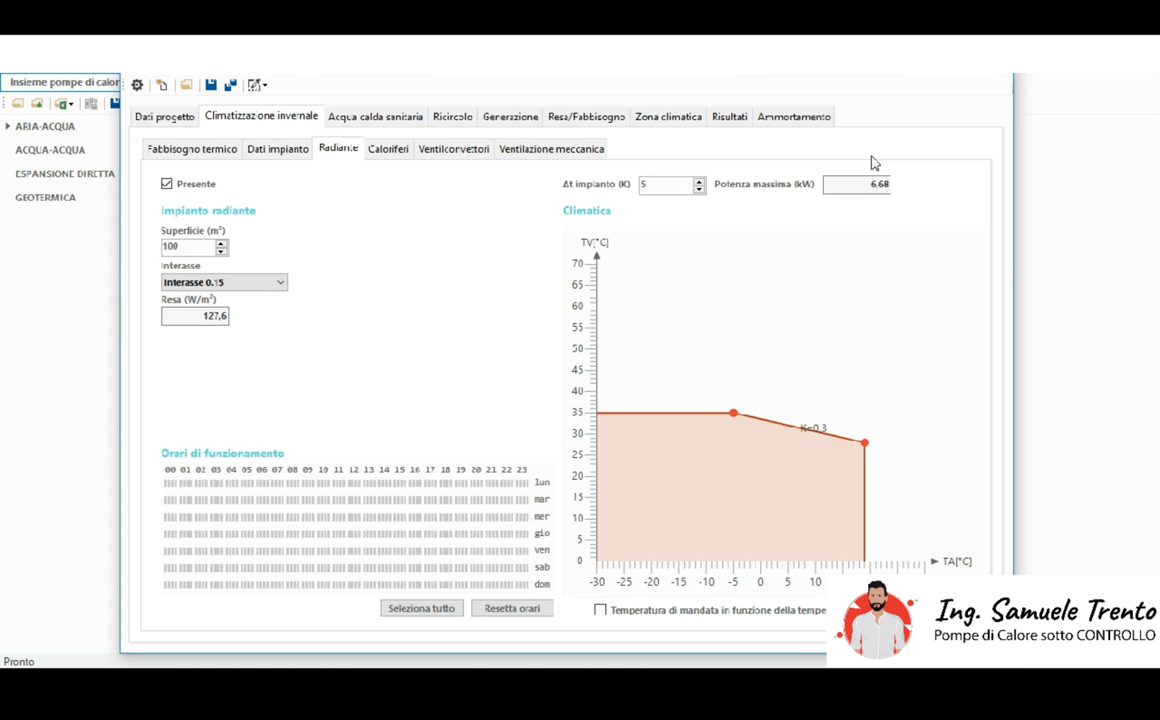 Insieme pompe di calor
ARIA-ACQUA
ACQUA-ACQUA
ESPANSIONE DIRETTA
GEOTERMICA
Dati progetto Climatizzazione invernale Acqua calda sanitaria Ricircolo Generazione Resa/Fabbisogno Zona climatica Risultati Ammortamento
Fabbisogno termico Dati impianto Radiante Caloriferi Ventilconvettori Ventilazione meccanica
Presente
Δt impianto (K) 5 Potenza massima (kW) 6.68
Impianto radiante
Superficie (m²)
100
Interasse
Interasse 0.15
Resa (W/m²)
127,6
Climatica
TV[°C]
70
65
60
55
50
45
40
35
30
25
20
15
10
5
0
K=0.3
TA[°C]
-30 -25 -20 -15 -10 -5 0 5 10
Temperatura di mandata in funzione della tempe
Orari di funzionamento
00 01 02 03 04 05 06 07 08 09 10 11 12 13 14 15 16 17 18 19 20 21 22 23
lun
mar
mer
gio
ven
sab
dom
Seleziona tutto Resetta orari
Ing. Samuele Trento
Pompe di Calore sotto CONTROLLO
Pronto